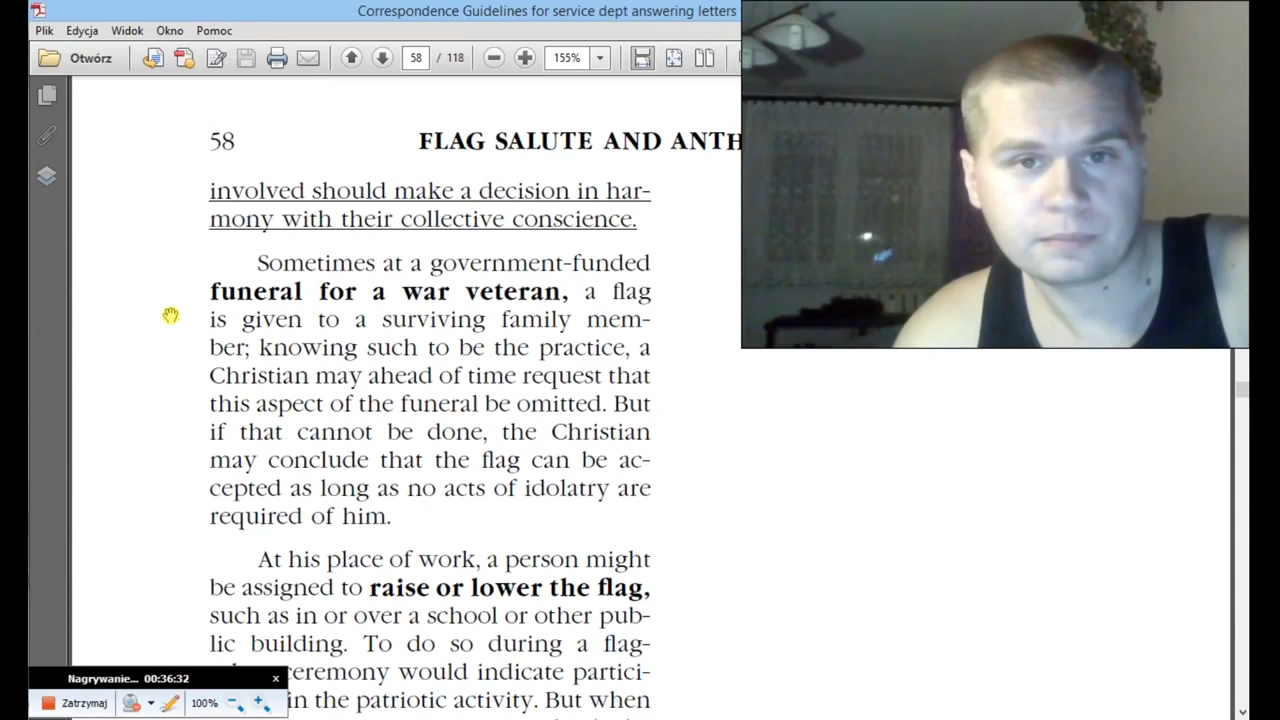 Correspondence Guidelines for service dept answering letters
Plik Edycja Widok Okno Pomoc
Otwórz 58 / 118 155%
58 FLAG SALUTE AND ANTH
involved should make a decision in har-
mony with their collective conscience.
Sometimes at a government-funded
funeral for a war veteran, a flag
is given to a surviving family mem-
ber; knowing such to be the practice, a
Christian may ahead of time request that
this aspect of the funeral be omitted. But
if that cannot be done, the Christian
may conclude that the flag can be ac-
cepted as long as no acts of idolatry are
required of him.
At his place of work, a person might
be assigned to raise or lower the flag,
such as in or over a school or other pub-
lic building. To do so during a flag-
ceremony would indicate partici-
in the patriotic activity. But when
Nagrywanie... 00:36:32
Zatrzymaj 100%